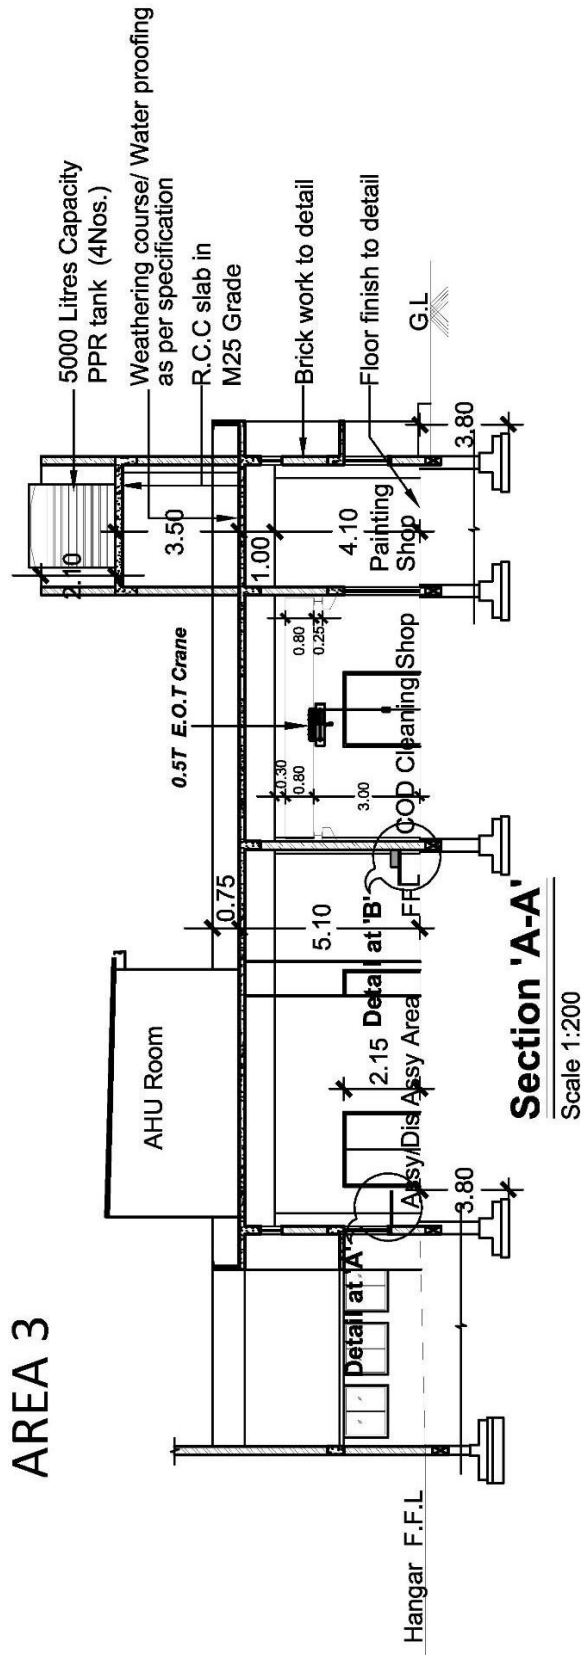 AREA 3
5000 Litres Capacity
PPR tank (4Nos.)
Weathering course/ Water proofing
as per specification
R.C.C slab in
M25 Grade
Brick work to detail
Floor finish to detail
G.L
0.5T E.O.T Crane
AHU Room
2.10
3.50
1.00
4.10
Painting
Shop
3.80
0.80
0.25
0.30
0.80
3.00
COD Cleaning Shop
0.75
5.10
Detail at 'B'
FFL
2.15
Assy/Dis Assy Area
3.80
Detail at 'A'
Hangar F.F.L
Section 'A-A'
Scale 1:200